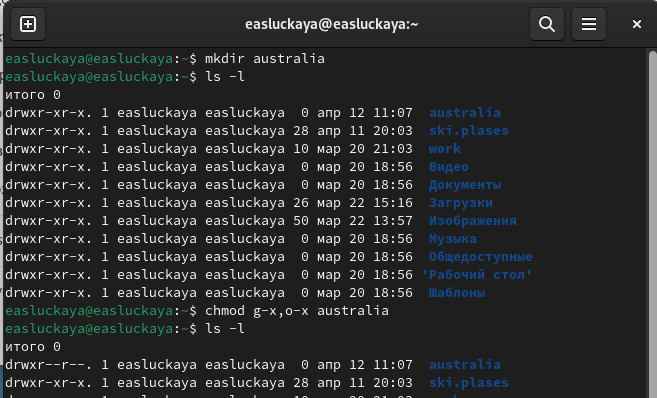 easluckaya@easluckaya:~
easluckaya@easluckaya:~$ mkdir australia
easluckaya@easluckaya:~$ ls -l
итого 0
drwxr-xr-x. 1 easluckaya easluckaya  0 апр 12 11:07  australia
drwxr-xr-x. 1 easluckaya easluckaya 28 апр 11 20:03  ski.plases
drwxr-xr-x. 1 easluckaya easluckaya 10 мар 20 21:03  work
drwxr-xr-x. 1 easluckaya easluckaya  0 мар 20 18:56  Видео
drwxr-xr-x. 1 easluckaya easluckaya  0 мар 20 18:56  Документы
drwxr-xr-x. 1 easluckaya easluckaya 26 мар 22 15:16  Загрузки
drwxr-xr-x. 1 easluckaya easluckaya 50 мар 22 13:57  Изображения
drwxr-xr-x. 1 easluckaya easluckaya  0 мар 20 18:56  Музыка
drwxr-xr-x. 1 easluckaya easluckaya  0 мар 20 18:56  Общедоступные
drwxr-xr-x. 1 easluckaya easluckaya  0 мар 20 18:56 'Рабочий стол'
drwxr-xr-x. 1 easluckaya easluckaya  0 мар 20 18:56  Шаблоны
easluckaya@easluckaya:~$ chmod g-x,o-x australia
easluckaya@easluckaya:~$ ls -l
итого 0
drwxr--r--. 1 easluckaya easluckaya  0 апр 12 11:07  australia
drwxr-xr-x. 1 easluckaya easluckaya 28 апр 11 20:03  ski.plases